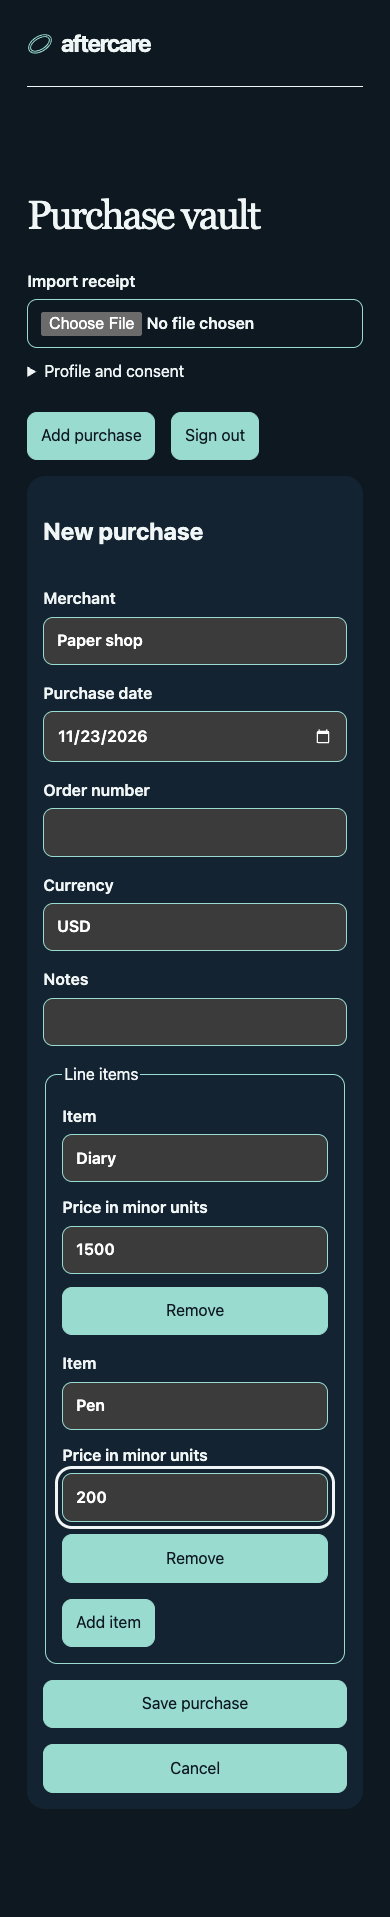 aftercare
Purchase vault
Import receipt
Choose File No file chosen
Profile and consent
Add purchase Sign out
New purchase
Merchant
Paper shop
Purchase date
11/23/2026
Order number
Currency
USD
Notes
Line items
Item
Diary
Price in minor units
1500
Remove
Item
Pen
Price in minor units
200
Remove
Add item
Save purchase
Cancel